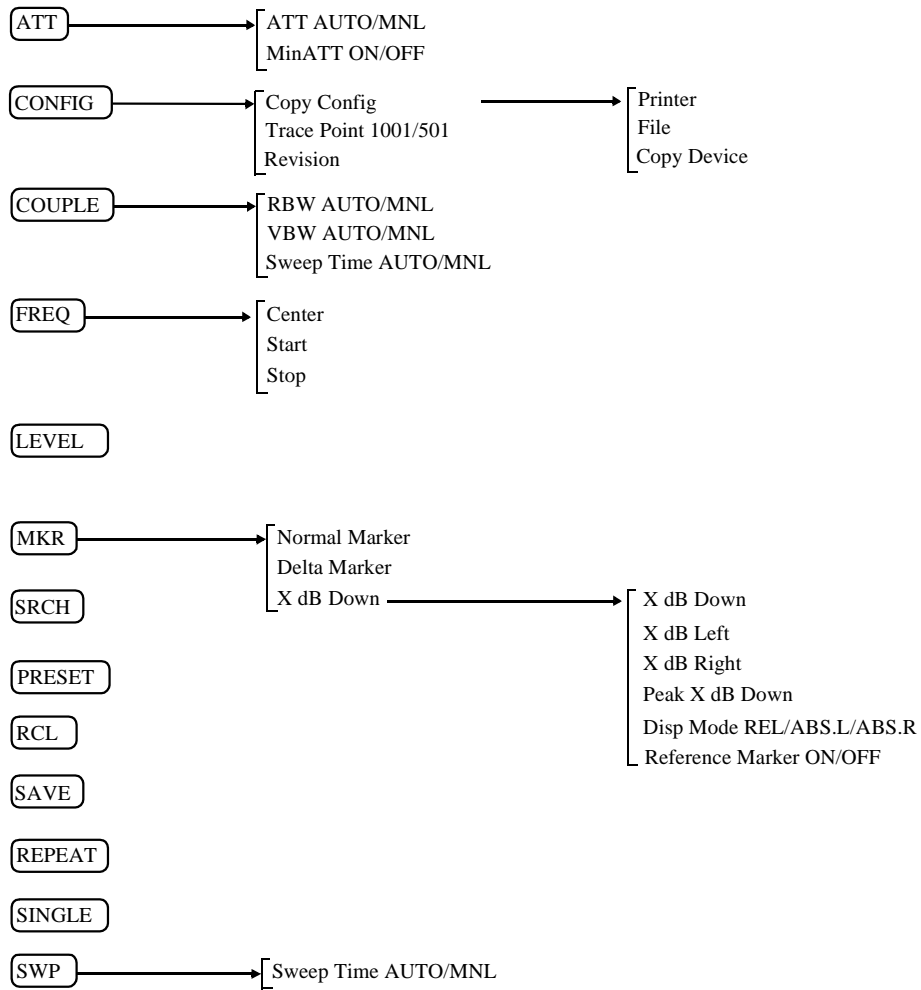 ATT
ATT AUTO/MNL
MinATT ON/OFF
CONFIG
Copy Config
Trace Point 1001/501
Revision
Printer
File
Copy Device
COUPLE
RBW AUTO/MNL
VBW AUTO/MNL
Sweep Time AUTO/MNL
FREQ
Center
Start
Stop
LEVEL
MKR
Normal Marker
Delta Marker
X dB Down
X dB Down
X dB Left
X dB Right
Peak X dB Down
Disp Mode REL/ABS.L/ABS.R
Reference Marker ON/OFF
SRCH
PRESET
RCL
SAVE
REPEAT
SINGLE
SWP
Sweep Time AUTO/MNL